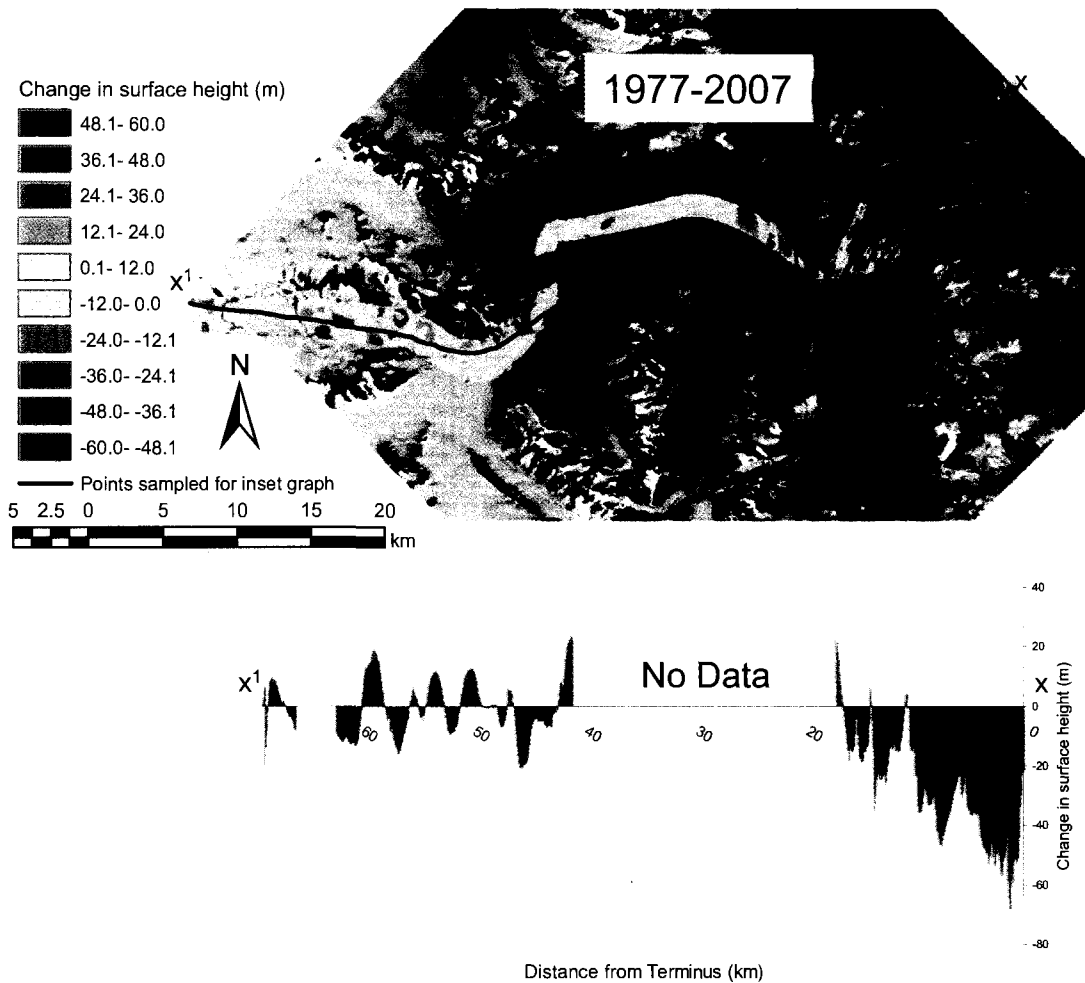 1977-2007
X
Change in surface height (m)
48.1- 60.0
36.1- 48.0
24.1- 36.0
12.1- 24.0
0.1- 12.0
-12.0- 0.0
-24.0- -12.1
-36.0- -24.1
-48.0- -36.1
-60.0- -48.1
X¹
N
Points sampled for inset graph
5 2.5 0 5 10 15 20
km
X¹
No Data
X
60 50 40 30 20 0
40
20
0
-20
-40
-60
-80
Change in surface height (m)
Distance from Terminus (km)